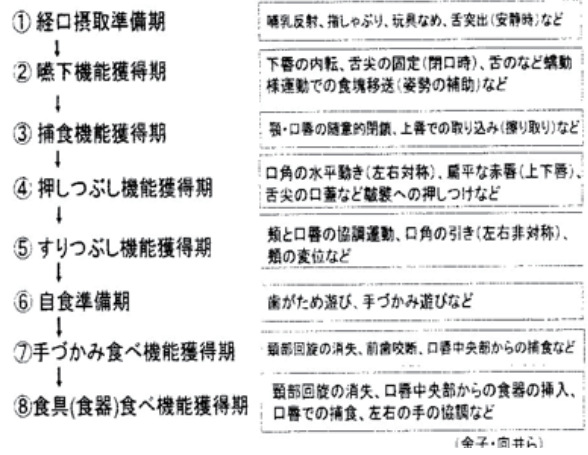 ① 経口摂取準備期
哺乳反射、指しゃぶり、玩具なめ、舌突出(安静時)など
↓
② 嚥下機能獲得期
下唇の内転、舌尖の固定(閉口時)、舌のなど蠕動
様運動での食塊移送(姿勢の補助)など
↓
③ 捕食機能獲得期
顎・口唇の随意的閉鎖、上唇での取り込み(擦り取り)など
↓
④ 押しつぶし機能獲得期
口角の水平動き(左右対称)、扁平な赤唇(上下唇)、
舌尖の口蓋など皺襞への押しつけなど
↓
⑤ すりつぶし機能獲得期
頬と口唇の協調運動、口角の引き(左右非対称)、
顎の変位など
↓
⑥ 自食準備期
歯がため遊び、手づかみ遊びなど
↓
⑦手づかみ食べ機能獲得期
頸部回旋の消失、前歯咬断、口唇中央部からの捕食など
↓
⑧食具(食器)食べ機能獲得期
頸部回旋の消失、口唇中央部からの食器の挿入、
口唇での捕食、左右の手の協調など
(金子・向井ら)